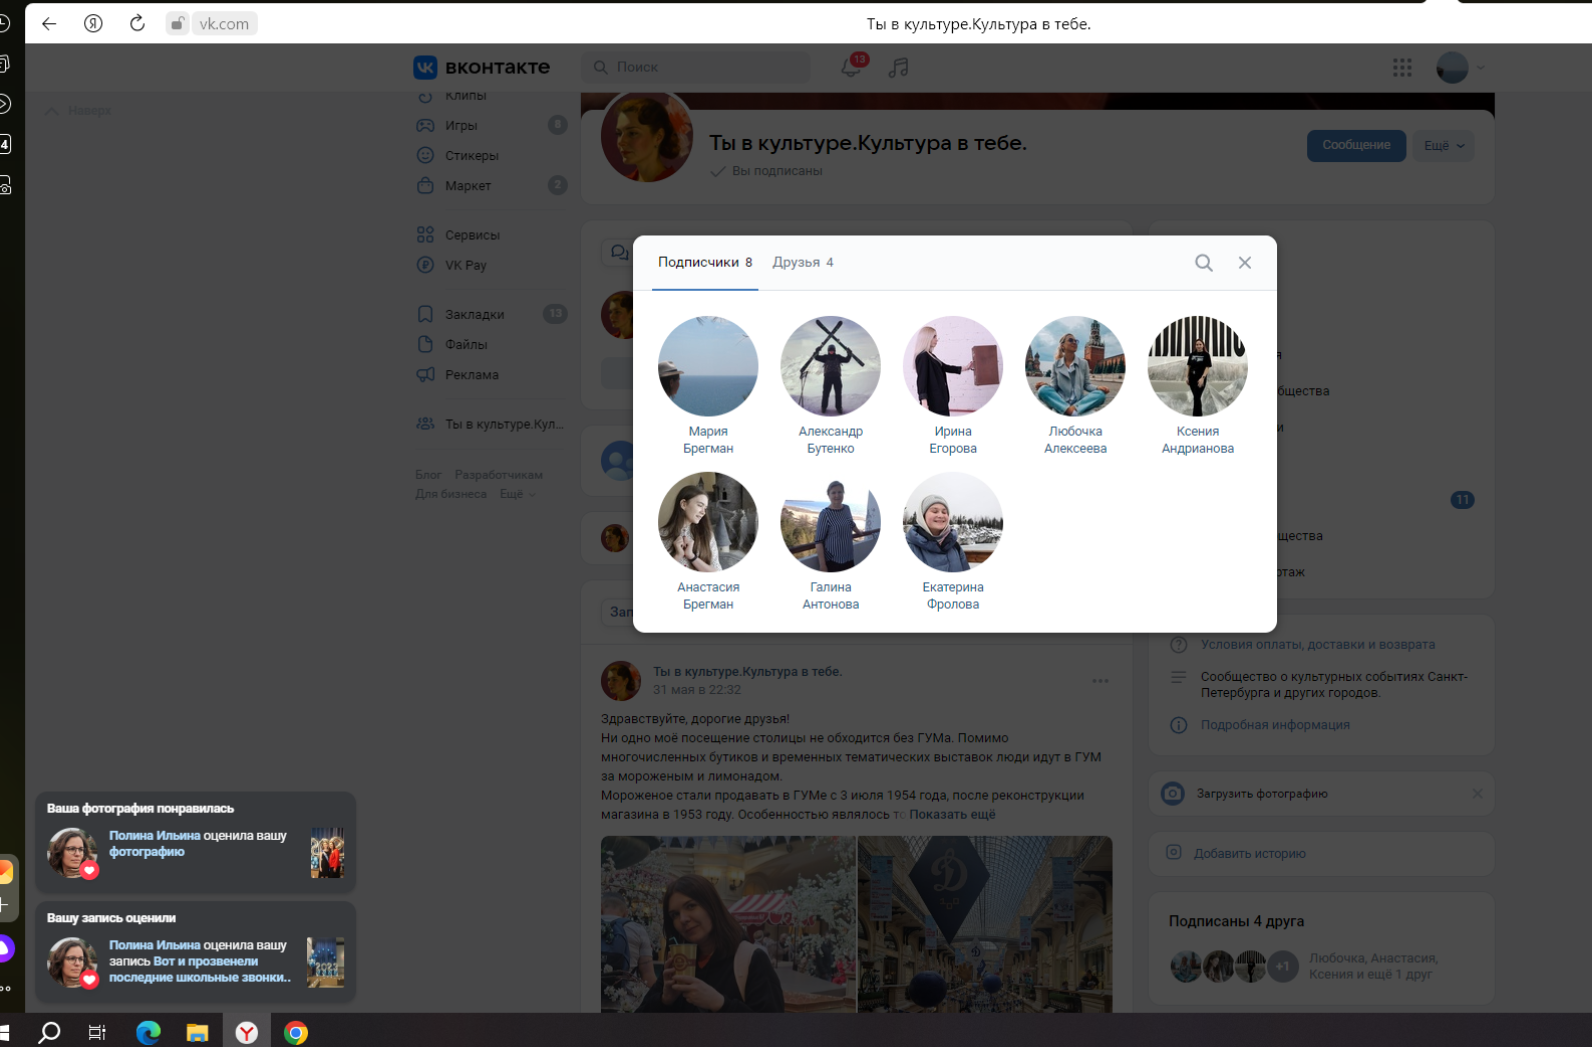 vk.com
Ты в культуре.Культура в тебе.
4
вконтакте
Поиск
13
Наверх
Клипы
Игры
8
Стикеры
Маркет
2
Сервисы
VK Pay
Закладки
13
Файлы
Реклама
Ты в культуре.Кул...
Блог Разработчикам
Для бизнеса Ещё
Ты в культуре.Культура в тебе.
Вы подписаны
Сообщение
Ещё
Подписчики 8
Друзья 4
Мария
Брегман
Александр
Бутенко
Ирина
Егорова
Любочка
Алексеева
Ксения
Андрианова
Анастасия
Брегман
Галина
Антонова
Екатерина
Фролова
я
бщества
и
11
щества
ртаж
Зап
Ты в культуре.Культура в тебе.
31 мая в 22:32
Здравствуйте, дорогие друзья!
Ни одно моё посещение столицы не обходится без ГУМа. Помимо
многочисленных бутиков и временных тематических выставок люди идут в ГУМ
за мороженым и лимонадом.
Мороженое стали продавать в ГУМе с 3 июля 1954 года, после реконструкции
магазина в 1953 году. Особенностью являлось то Показать ещё
Условия оплаты, доставки и возврата
Сообщество о культурных событиях Санкт-
Петербурга и других городов.
Подробная информация
Загрузить фотографию
Добавить историю
Подписаны 4 друга
+1
Любочка, Анастасия,
Ксения и ещё 1 друг
Ваша фотография понравилась
Полина Ильина оценила вашу
фотографию
Вашу запись оценили
Полина Ильина оценила вашу
запись Вот и прозвенели
последние школьные звонки..